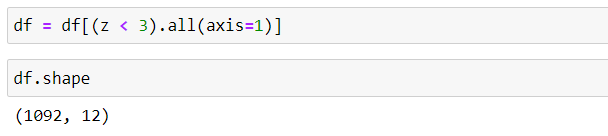 df = df[(z < 3).all(axis=1)]
df.shape
(1092, 12)